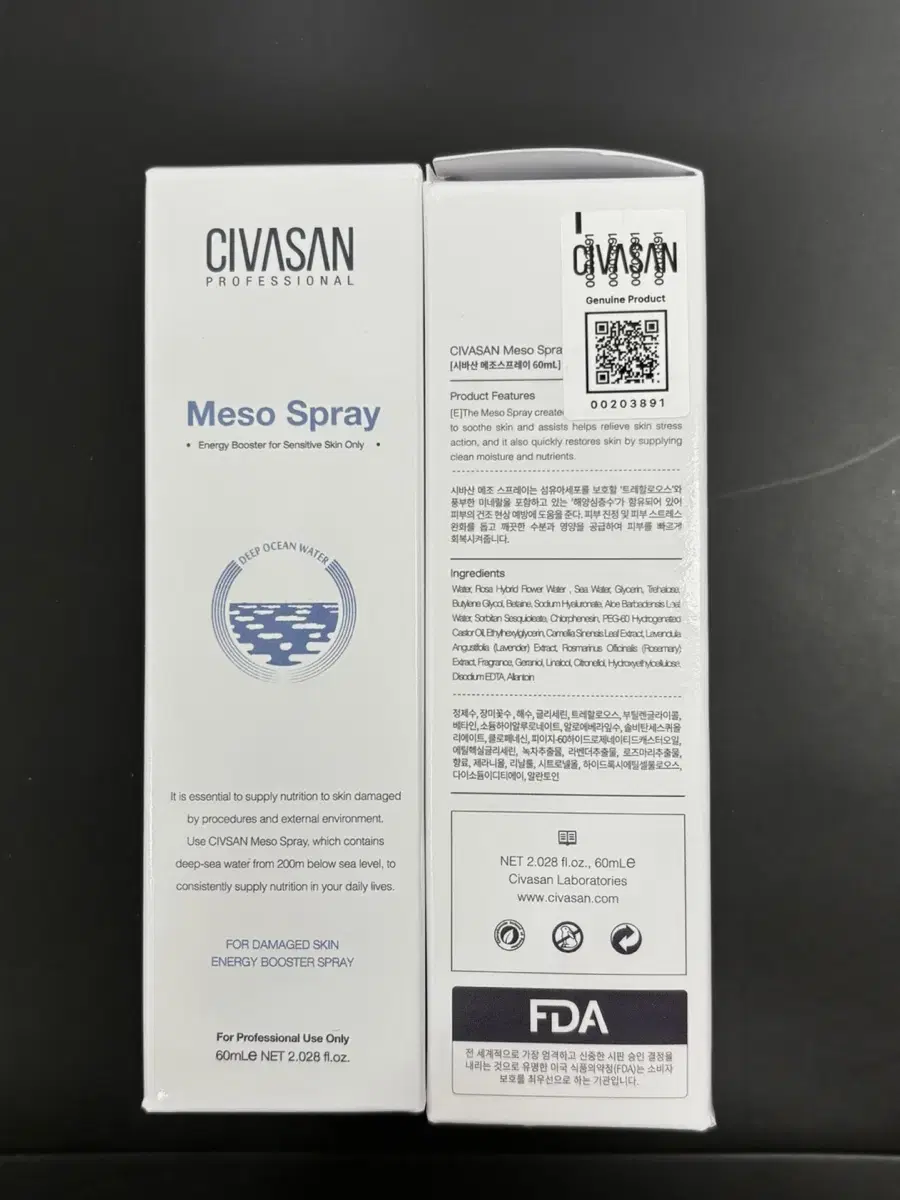 CIVASAN
PROFESSIONAL
Meso Spray
• Energy Booster for Sensitive Skin Only •
DEEP OCEAN WATER
It is essential to supply nutrition to skin damaged
by procedures and external environment.
Use CIVSAN Meso Spray, which contains
deep-sea water from 200m below sea level, to
consistently supply nutrition in your daily lives.
FOR DAMAGED SKIN
ENERGY BOOSTER SPRAY
For Professional Use Only
60mLe NET 2.028 fl.oz.
CIVASAN
00203891 00203891 00203891 00203891
Genuine Product
00203891
CIVASAN Meso Spra
[시바산 메조스프레이 60mL]
Product Features
[E]The Meso Spray create
to soothe skin and assists helps relieve skin stress
action, and it also quickly restores skin by supplying
clean moisture and nutrients.
시바산 메조 스프레이는 섬유아세포를 보호할 '트레할로오스'와
풍부한 미네랄을 포함하고 있는 '해양심층수'가 함유되어 있어
피부의 건조 현상 예방에 도움을 준다. 피부 진정 및 피부 스트레스
완화를 돕고 깨끗한 수분과 영양을 공급하여 피부를 빠르게
회복시켜줍니다.
Ingredients
Water, Rosa Hybrid Flower Water , Sea Water, Glycerin, Trehalose,
Butylene Glycol, Betaine, Sodium Hyaluronate, Aloe Barbadensis Leaf
Water, Sorbitan Sesquioleate, Chlorphenesin, PEG-60 Hydrogenated
Castor Oil, Ethylhexylglycerin, Camellia Sinensis Leaf Extract, Lavandula
Angustifolia (Lavender) Extract, Rosmarinus Officinalis (Rosemary)
Extract, Fragrance, Geraniol, Linalool, Citronellol, Hydroxyethylcellulose,
Disodium EDTA, Allantoin
정제수, 장미꽃수, 해수, 글리세린, 트레할로오스, 부틸렌글라이콜,
베타인, 소듐하이알루로네이트, 알로에베라잎수, 솔비탄세스퀴올
리에이트, 클로페네신, 피이지-60하이드로제네이티드캐스터오일,
에틸헥실글리세린, 녹차추출물, 라벤더추출물, 로즈마리추출물,
향료, 제라니올, 리날룰, 시트로넬올, 하이드록시에틸셀룰로오스,
다이소듐이디티에이, 알란토인
NET 2.028 fl.oz., 60mLe
Civasan Laboratories
www.civasan.com
FDA
전 세계적으로 가장 엄격하고 신중한 시판 승인 결정을
내리는 것으로 유명한 미국 식품의약청(FDA)는 소비자
보호를 최우선으로 하는 기관입니다.